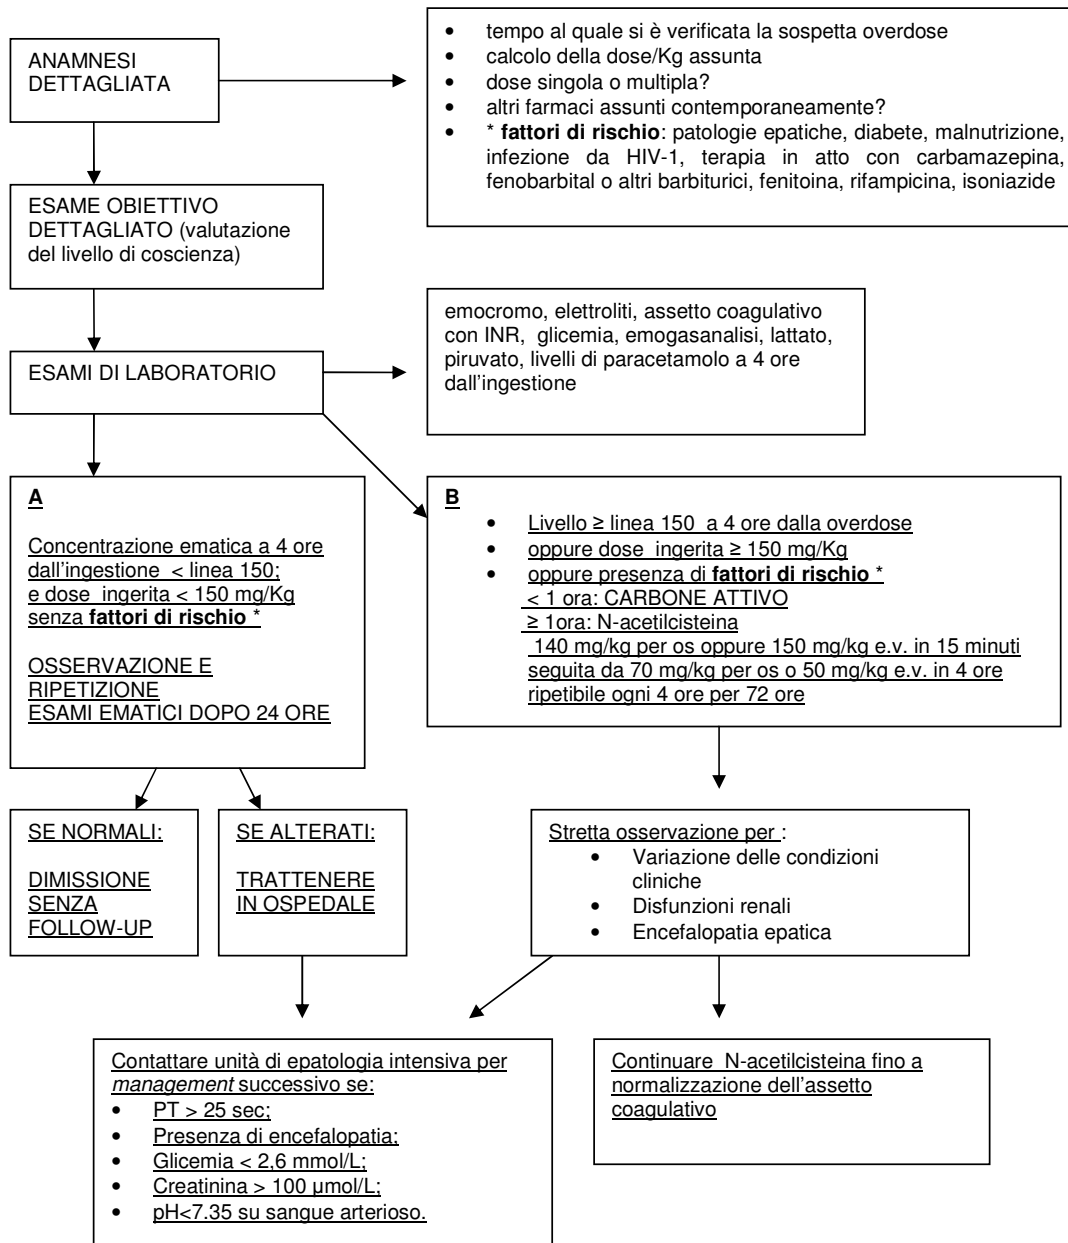 ANAMNESI
DETTAGLIATA
• tempo al quale si è verificata la sospetta overdose
• calcolo della dose/Kg assunta
• dose singola o multipla?
• altri farmaci assunti contemporaneamente?
• * fattori di rischio: patologie epatiche, diabete, malnutrizione,
infezione da HIV-1, terapia in atto con carbamazepina,
fenobarbital o altri barbiturici, fenitoina, rifampicina, isoniazide
ESAME OBIETTIVO
DETTAGLIATO (valutazione
del livello di coscienza)
ESAMI DI LABORATORIO
emocromo, elettroliti, assetto coagulativo
con INR, glicemia, emogasanalisi, lattato,
piruvato, livelli di paracetamolo a 4 ore
dall'ingestione
A
Concentrazione ematica a 4 ore
dall'ingestione < linea 150;
e dose ingerita < 150 mg/Kg
senza fattori di rischio *
OSSERVAZIONE E
RIPETIZIONE
ESAMI EMATICI DOPO 24 ORE
B
• Livello ≥ linea 150 a 4 ore dalla overdose
• oppure dose ingerita ≥ 150 mg/Kg
• oppure presenza di fattori di rischio *
< 1 ora: CARBONE ATTIVO
≥ 1ora: N-acetilcisteina
140 mg/kg per os oppure 150 mg/kg e.v. in 15 minuti
seguita da 70 mg/kg per os o 50 mg/kg e.v. in 4 ore
ripetibile ogni 4 ore per 72 ore
SE NORMALI:
DIMISSIONE
SENZA
FOLLOW-UP
SE ALTERATI:
TRATTENERE
IN OSPEDALE
Stretta osservazione per :
• Variazione delle condizioni
cliniche
• Disfunzioni renali
• Encefalopatia epatica
Contattare unità di epatologia intensiva per
management successivo se:
• PT > 25 sec;
• Presenza di encefalopatia;
• Glicemia < 2,6 mmol/L;
• Creatinina > 100 µmol/L;
• pH<7.35 su sangue arterioso.
Continuare N-acetilcisteina fino a
normalizzazione dell'assetto
coagulativo